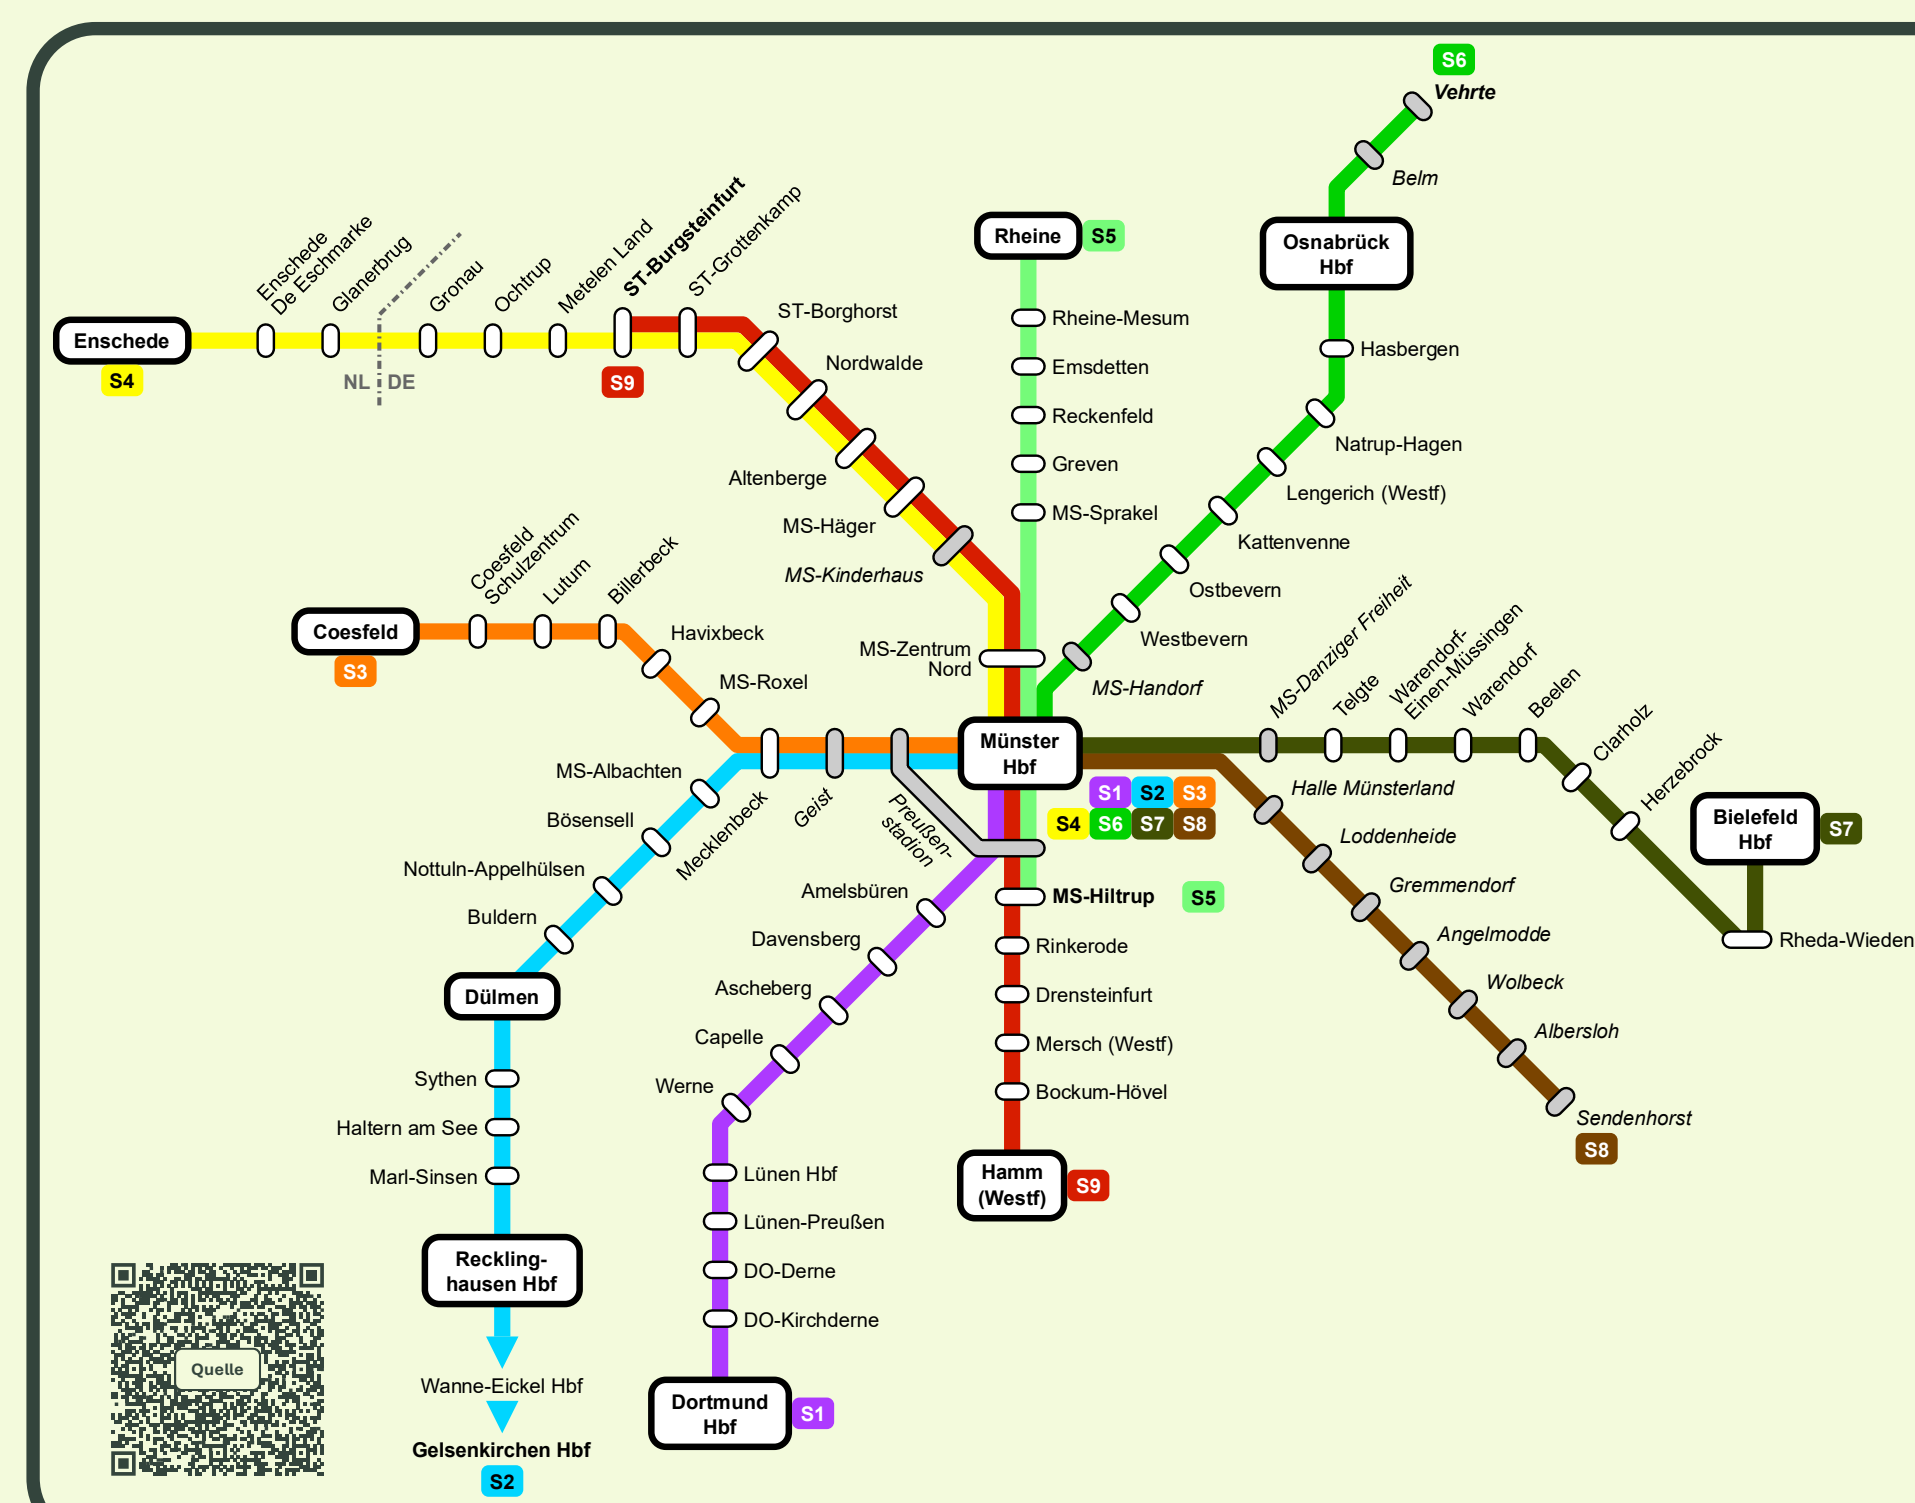 S6
Vehrte
Belm
Osnabrück
Hbf
Hasbergen
Natrup-Hagen
Lengerich (Westf)
Kattenvenne
Ostbevern
Westbevern
MS-Handorf
Rheine
S5
Rheine-Mesum
Emsdetten
Reckenfeld
Greven
MS-Sprakel
Enschede
S4
Enschede
De Eschmarke
Glanerbrug
NL
DE
Gronau
Ochtrup
Metelen Land
ST-Burgsteinfurt
S9
ST-Grottenkamp
ST-Borghorst
Nordwalde
Altenberge
MS-Häger
MS-Kinderhaus
MS-Zentrum
Nord
Coesfeld
S3
Coesfeld
Schulzentrum
Lutum
Billerbeck
Havixbeck
MS-Roxel
Mecklenbeck
Geist
Preußen-
stadion
Münster
Hbf
S1
S2
S3
S4
S6
S7
S8
MS-Danziger Freiheit
Telgte
Warendorf-
Einen-Müssingen
Warendorf
Beelen
Clarholz
Herzebrock
Bielefeld
Hbf
S7
Rheda-Wieden
Halle Münsterland
Loddenheide
Gremmendorf
Angelmodde
Wolbeck
Albersloh
Sendenhorst
S8
MS-Albachten
Bösensell
Nottuln-Appelhülsen
Buldern
Dülmen
Sythen
Haltern am See
Marl-Sinsen
Reckling-
hausen Hbf
Wanne-Eickel Hbf
Gelsenkirchen Hbf
S2
Amelsbüren
Davensberg
Ascheberg
Capelle
Werne
Lünen Hbf
Lünen-Preußen
DO-Derne
DO-Kirchderne
Dortmund
Hbf
S1
MS-Hiltrup
S5
Rinkerode
Drensteinfurt
Mersch (Westf)
Bockum-Hövel
Hamm
(Westf)
S9
Quelle